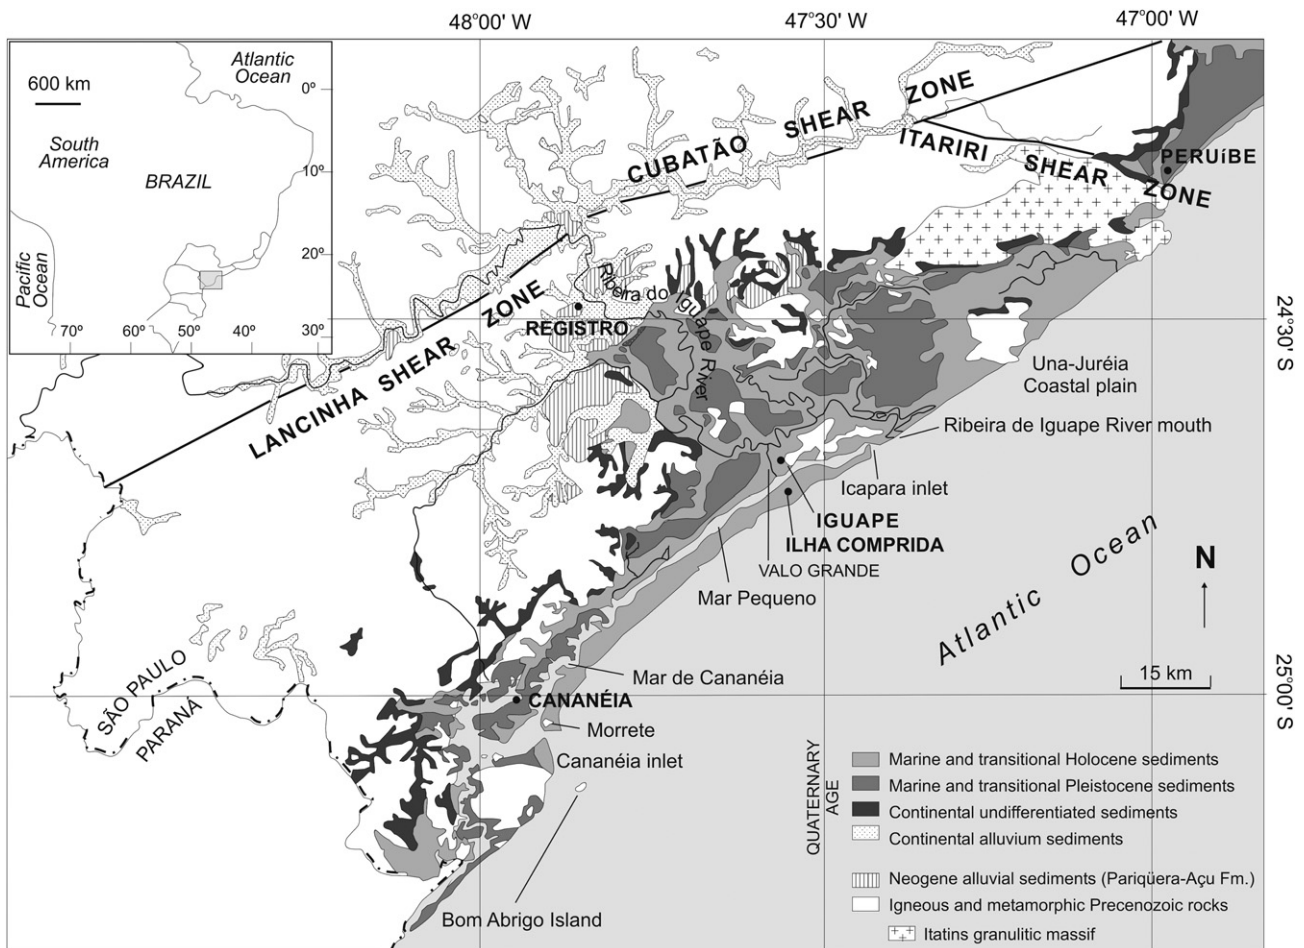 48°00' W
47°30' W
47°00' W
Atlantic
Ocean
600 km
0°
South
America
BRAZIL
10°
20°
Pacific
Ocean
70°
60°
50°
40°
30°
CUBATÃO SHEAR ZONE
ITARIRI SHEAR ZONE
PERUíBE
LANCINHA SHEAR ZONE
REGISTRO
Ribeira do Iguape River
24°30' S
Una-Juréia
Coastal plain
Ribeira de Iguape River mouth
Icapara inlet
IGUAPE
ILHA COMPRIDA
VALO GRANDE
Mar Pequeno
Atlantic Ocean
N
15 km
25°00' S
Mar de Cananéia
CANANÉIA
Morrete
Cananéia inlet
SÃO PAULO
PARANÁ
Bom Abrigo Island
QUATERNARY
AGE
Marine and transitional Holocene sediments
Marine and transitional Pleistocene sediments
Continental undifferentiated sediments
Continental alluvium sediments
Neogene alluvial sediments (Pariqüera-Açu Fm.)
Igneous and metamorphic Precenozoic rocks
Itatins granulitic massif